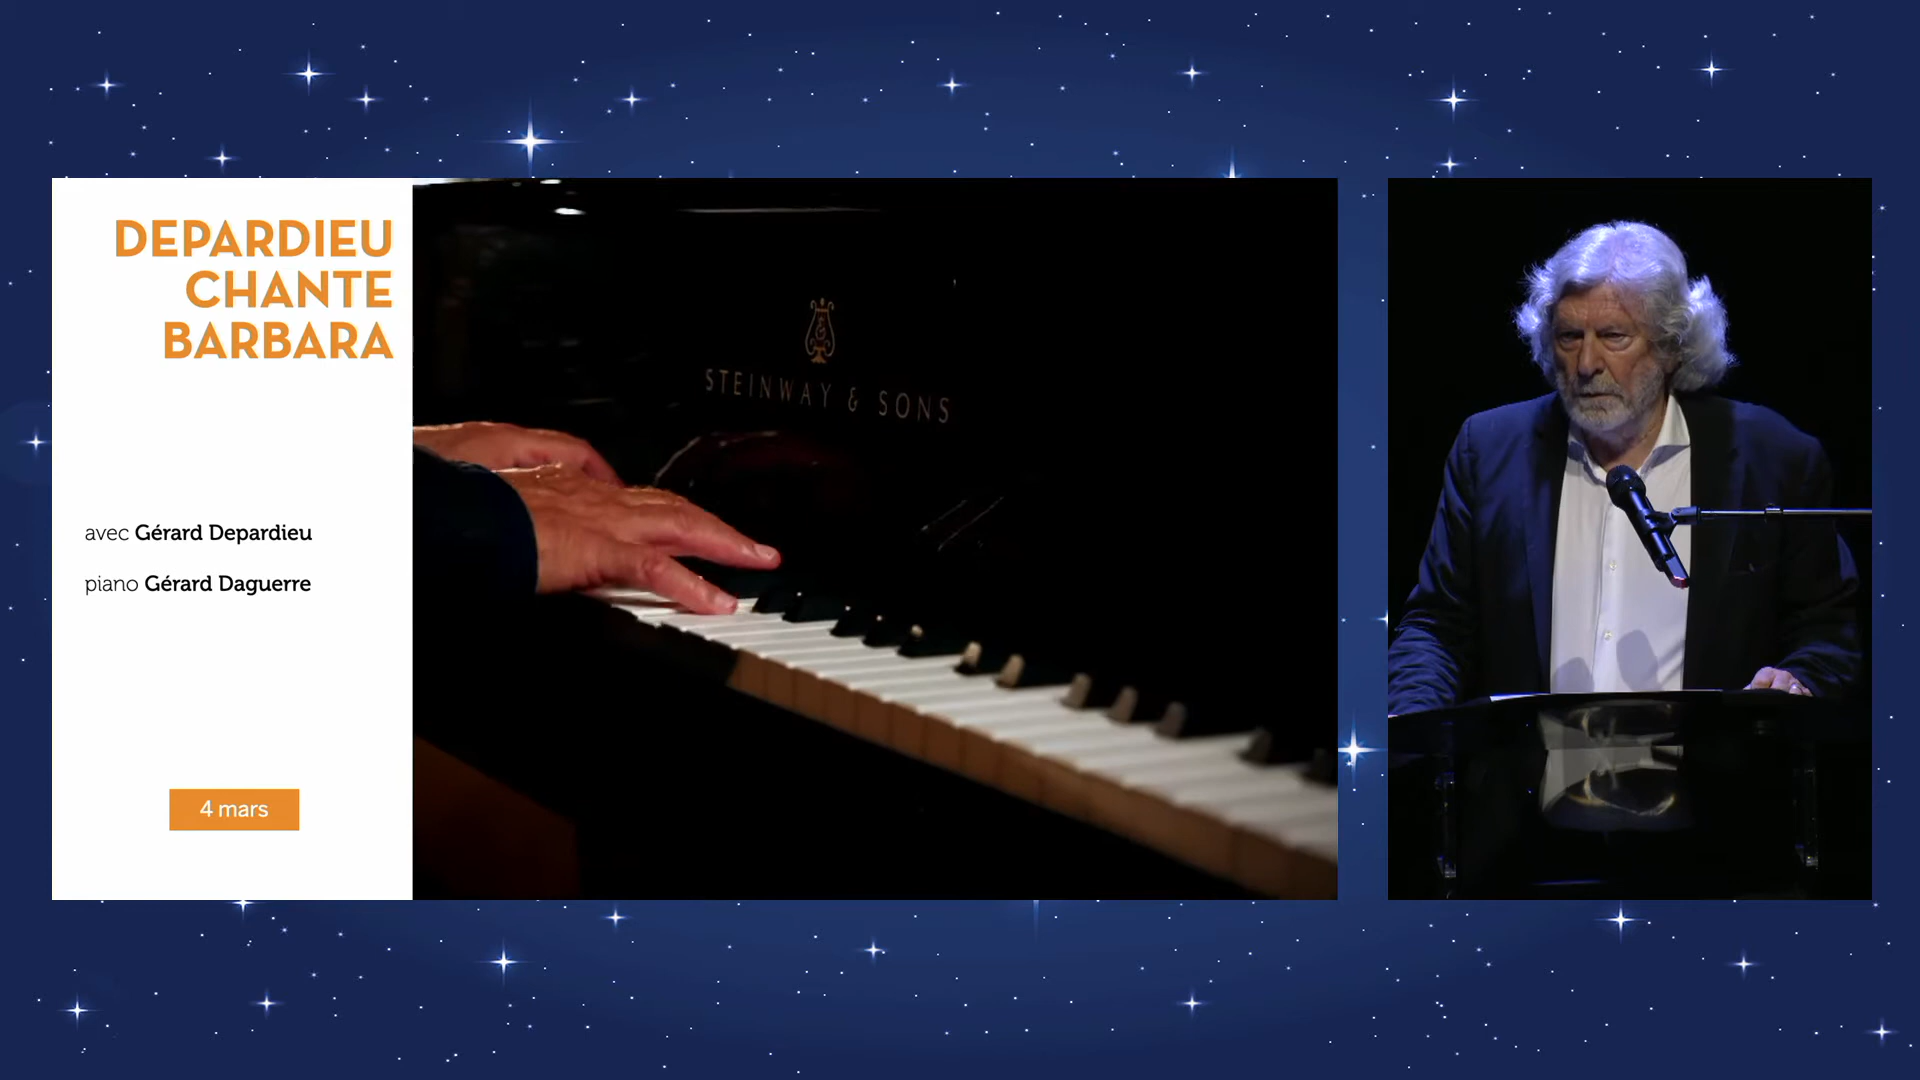 DEPARDIEU
CHANTE
BARBARA
avec Gérard Depardieu
piano Gérard Daguerre
4 mars
STEINWAY & SONS